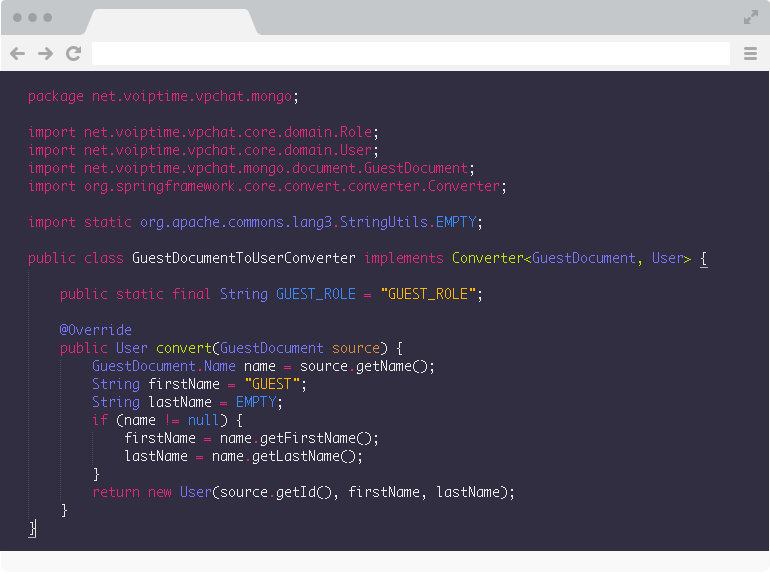 package net.voiptime.vpchat.mongo;
import net.voiptime.vpchat.core.domain.Role;
import net.voiptime.vpchat.core.domain.User;
import net.voiptime.vpchat.mongo.document.GuestDocument;
import org.springframework.core.convert.converter.Converter;
import static org.apache.commons.lang3.StringUtils.EMPTY;
public class GuestDocumentToUserConverter implements Converter<GuestDocument, User> {
public static final String GUEST_ROLE = "GUEST_ROLE";
@Override
public User convert(GuestDocument source) {
GuestDocument.Name name = source.getName();
String firstName = "GUEST";
String lastName = EMPTY;
if (name != null) {
firstName = name.getFirstName();
lastName = name.getLastName();
}
return new User(source.getId(), firstName, lastName);
}
}